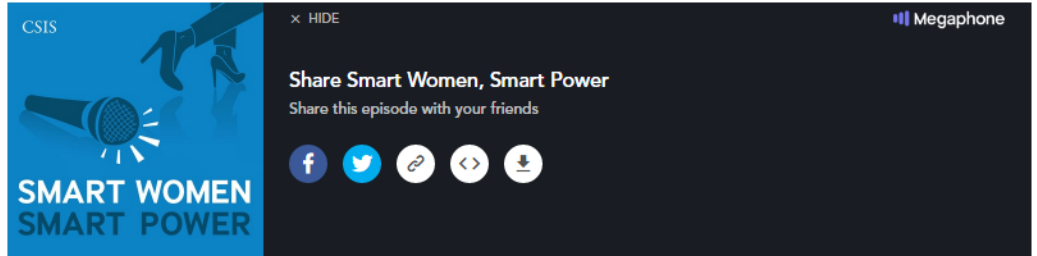 CSIS
SMART WOMEN
SMART POWER
× HIDE
Megaphone
Share Smart Women, Smart Power
Share this episode with your friends